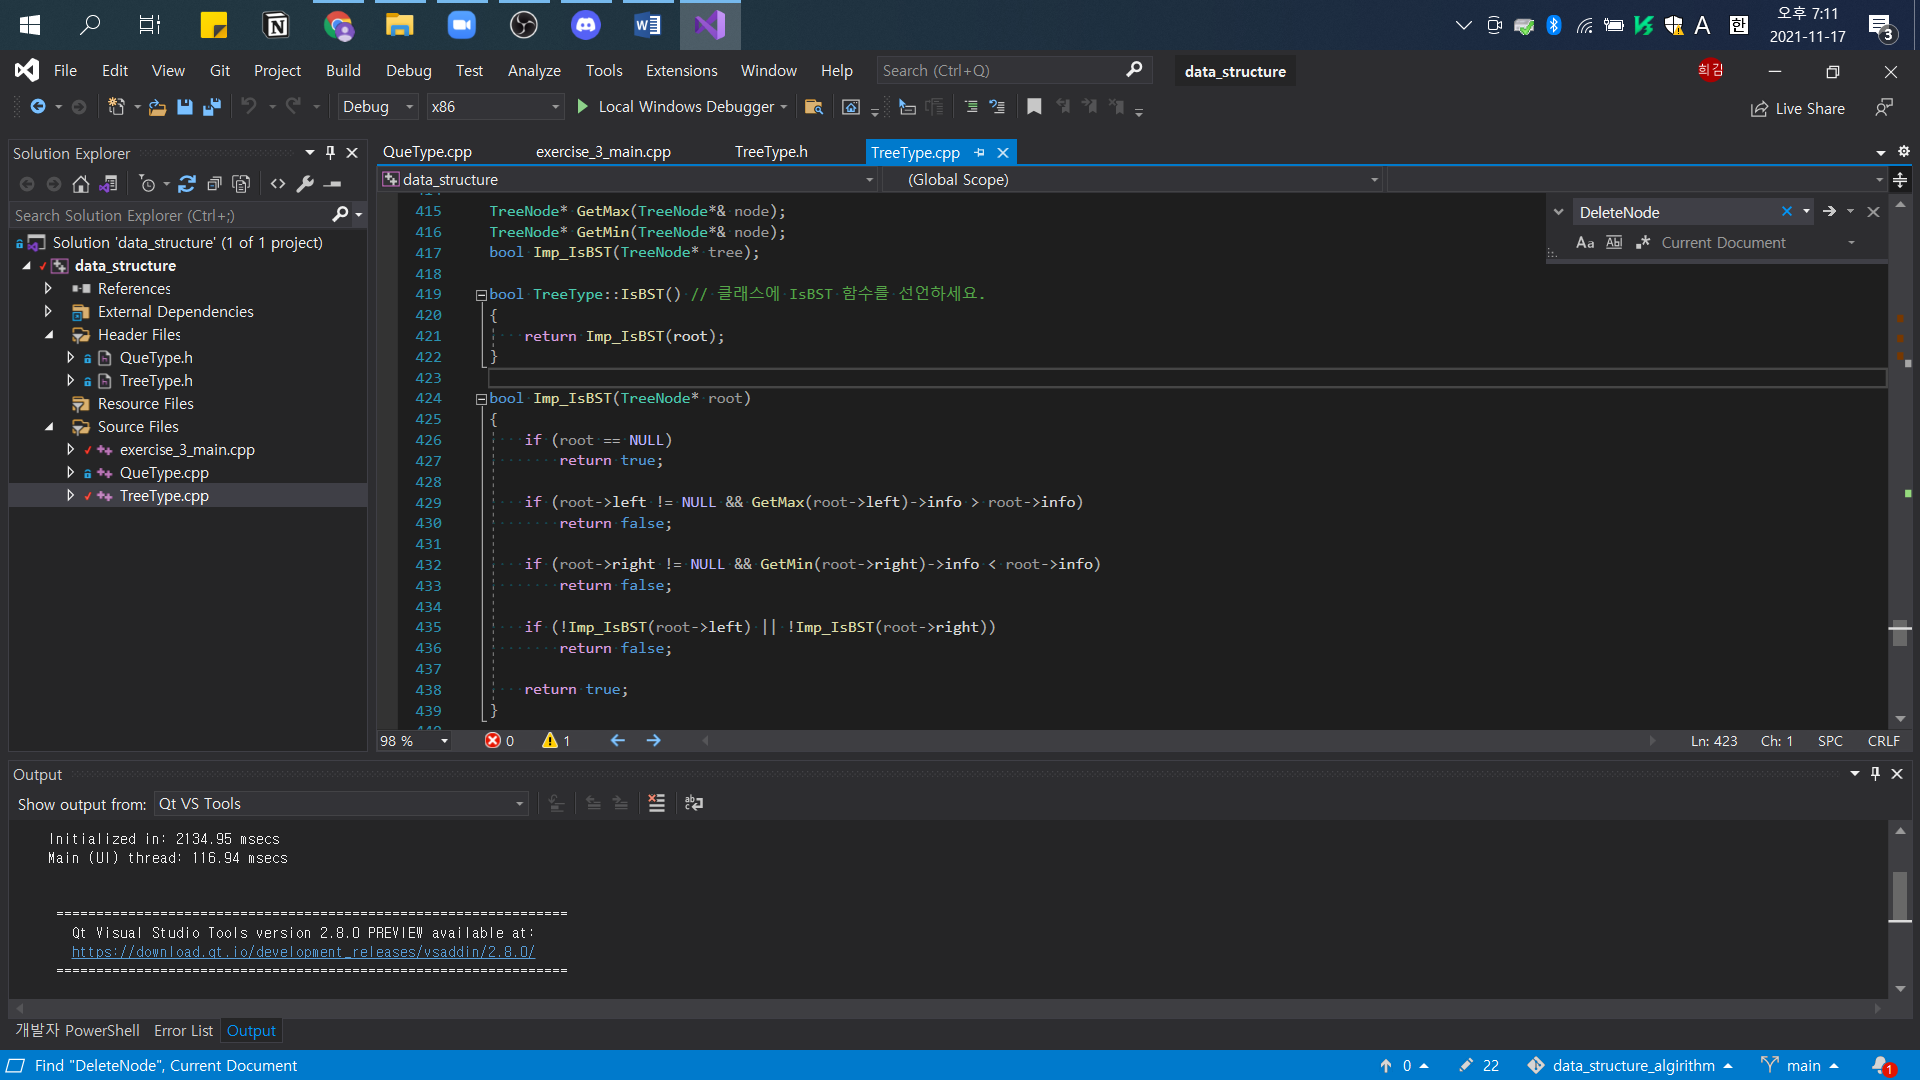 오후 7:11
2021-11-17
3
A 한
File Edit View Git Project Build Debug Test Analyze Tools Extensions Window Help Search (Ctrl+Q) data_structure 희김
Debug x86 Local Windows Debugger Live Share
Solution Explorer
Search Solution Explorer (Ctrl+;)
Solution 'data_structure' (1 of 1 project)
data_structure
References
External Dependencies
Header Files
QueType.h
TreeType.h
Resource Files
Source Files
exercise_3_main.cpp
QueType.cpp
TreeType.cpp
QueType.cpp exercise_3_main.cpp TreeType.h TreeType.cpp
data_structure (Global Scope)
DeleteNode
Aa Abl Current Document
415 TreeNode* GetMax(TreeNode*& node);
416 TreeNode* GetMin(TreeNode*& node);
417 bool Imp_IsBST(TreeNode* tree);
418
419 bool TreeType::IsBST() // 클래스에 IsBST 함수를 선언하세요.
420 {
421 return Imp_IsBST(root);
422 }
423
424 bool Imp_IsBST(TreeNode* root)
425 {
426 if (root == NULL)
427 return true;
428
429 if (root->left != NULL && GetMax(root->left)->info > root->info)
430 return false;
431
432 if (root->right != NULL && GetMin(root->right)->info < root->info)
433 return false;
434
435 if (!Imp_IsBST(root->left) || !Imp_IsBST(root->right))
436 return false;
437
438 return true;
439 }
98 % 0 1 Ln: 423 Ch: 1 SPC CRLF
Output
Show output from: Qt VS Tools
Initialized in: 2134.95 msecs
Main (UI) thread: 116.94 msecs
================================================================
Qt Visual Studio Tools version 2.8.0 PREVIEW available at:
https://download.qt.io/development_releases/vsaddin/2.8.0/
================================================================
개발자 PowerShell Error List Output
Find "DeleteNode", Current Document 0 22 data_structure_algirithm main 1